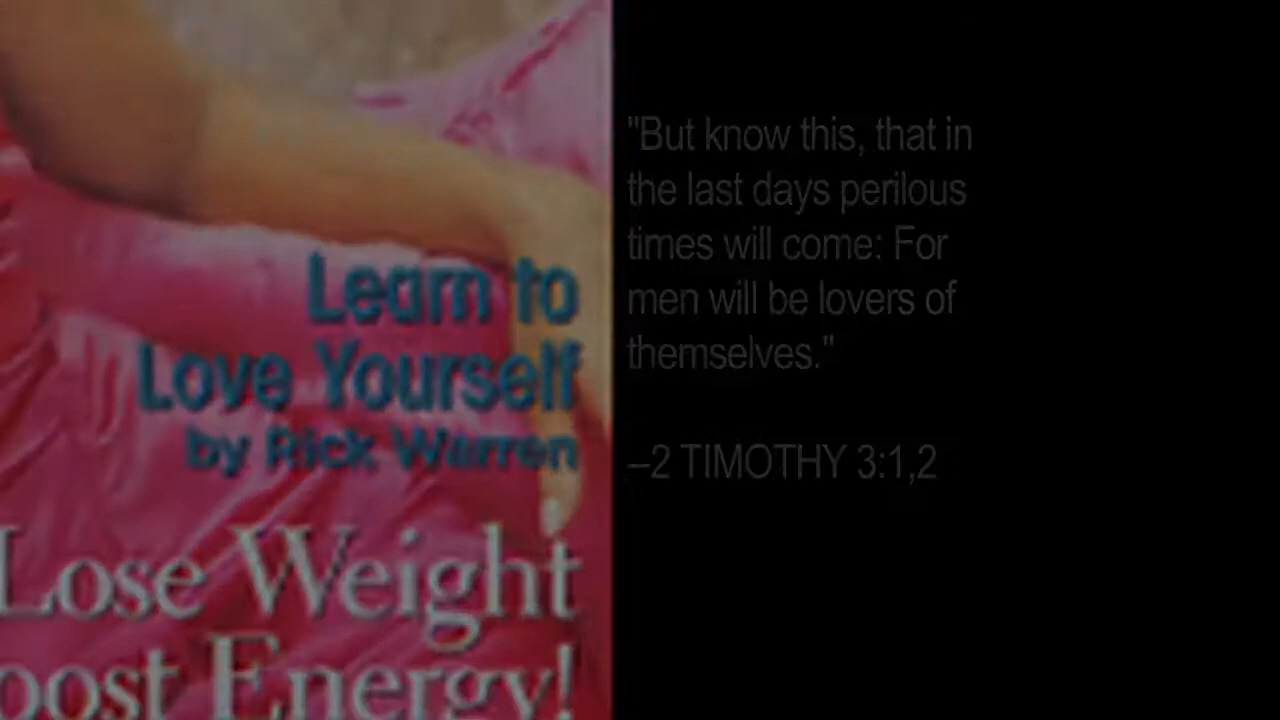 Learn to
Love Yourself
by Rick Warren
Lose Weight
oost Energy!
"But know this, that in
the last days perilous
times will come: For
men will be lovers of
themselves."
–2 TIMOTHY 3:1,2